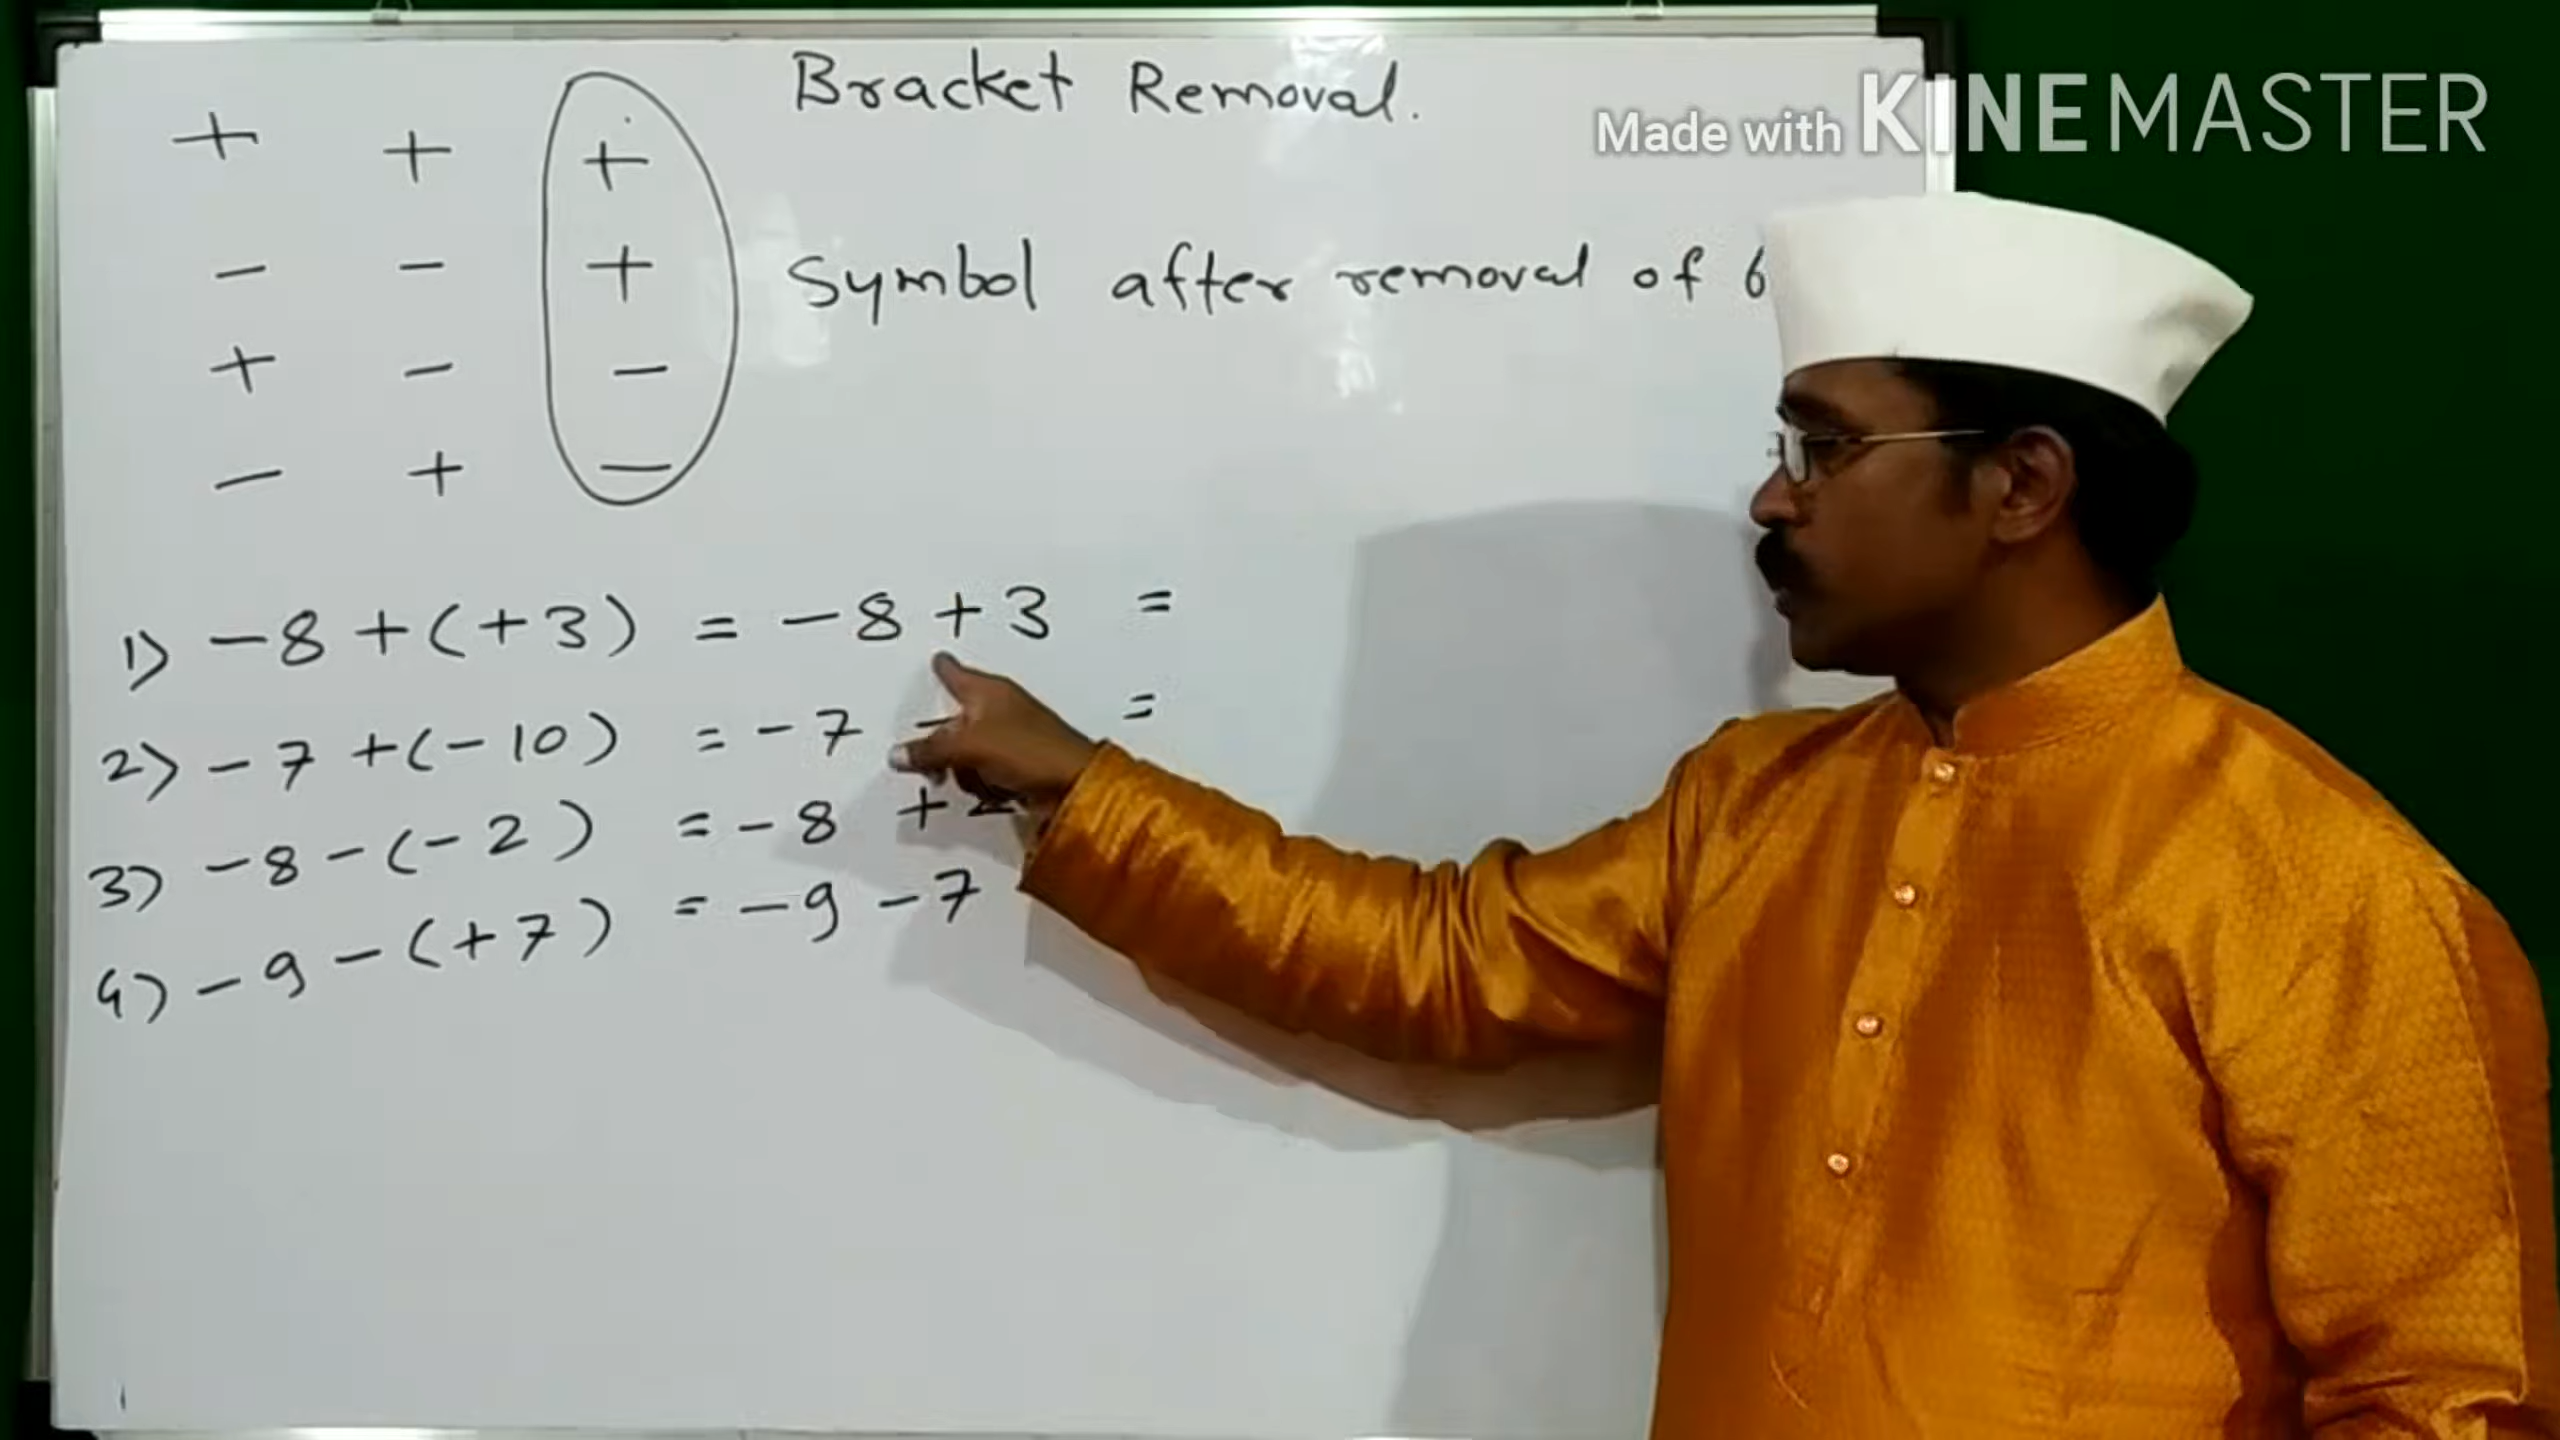 Bracket Removal.
Made with KINEMASTER
+ + +
- - + Symbol after removal of
+ - -
- + -
1) -8 + (+3) = -8 + 3 =
2) -7 + (-10) = -7 - =
3) -8 - (-2) = -8 + 2
4) -9 - (+7) = -9 - 7